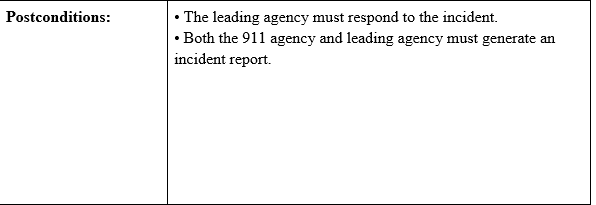 Postconditions:
• The leading agency must respond to the incident.
• Both the 911 agency and leading agency must generate an
incident report.